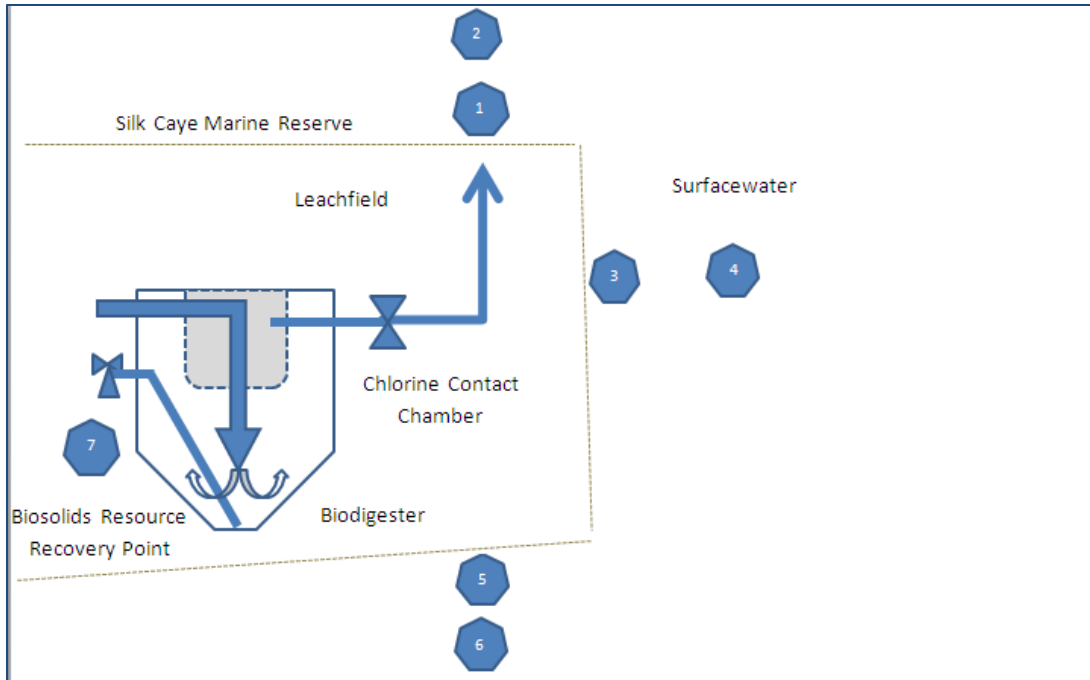 2
1
Silk Caye Marine Reserve
Leachfield
Surfacewater
3
4
Chlorine Contact
Chamber
7
Biosolids Resource
Recovery Point
Biodigester
5
6